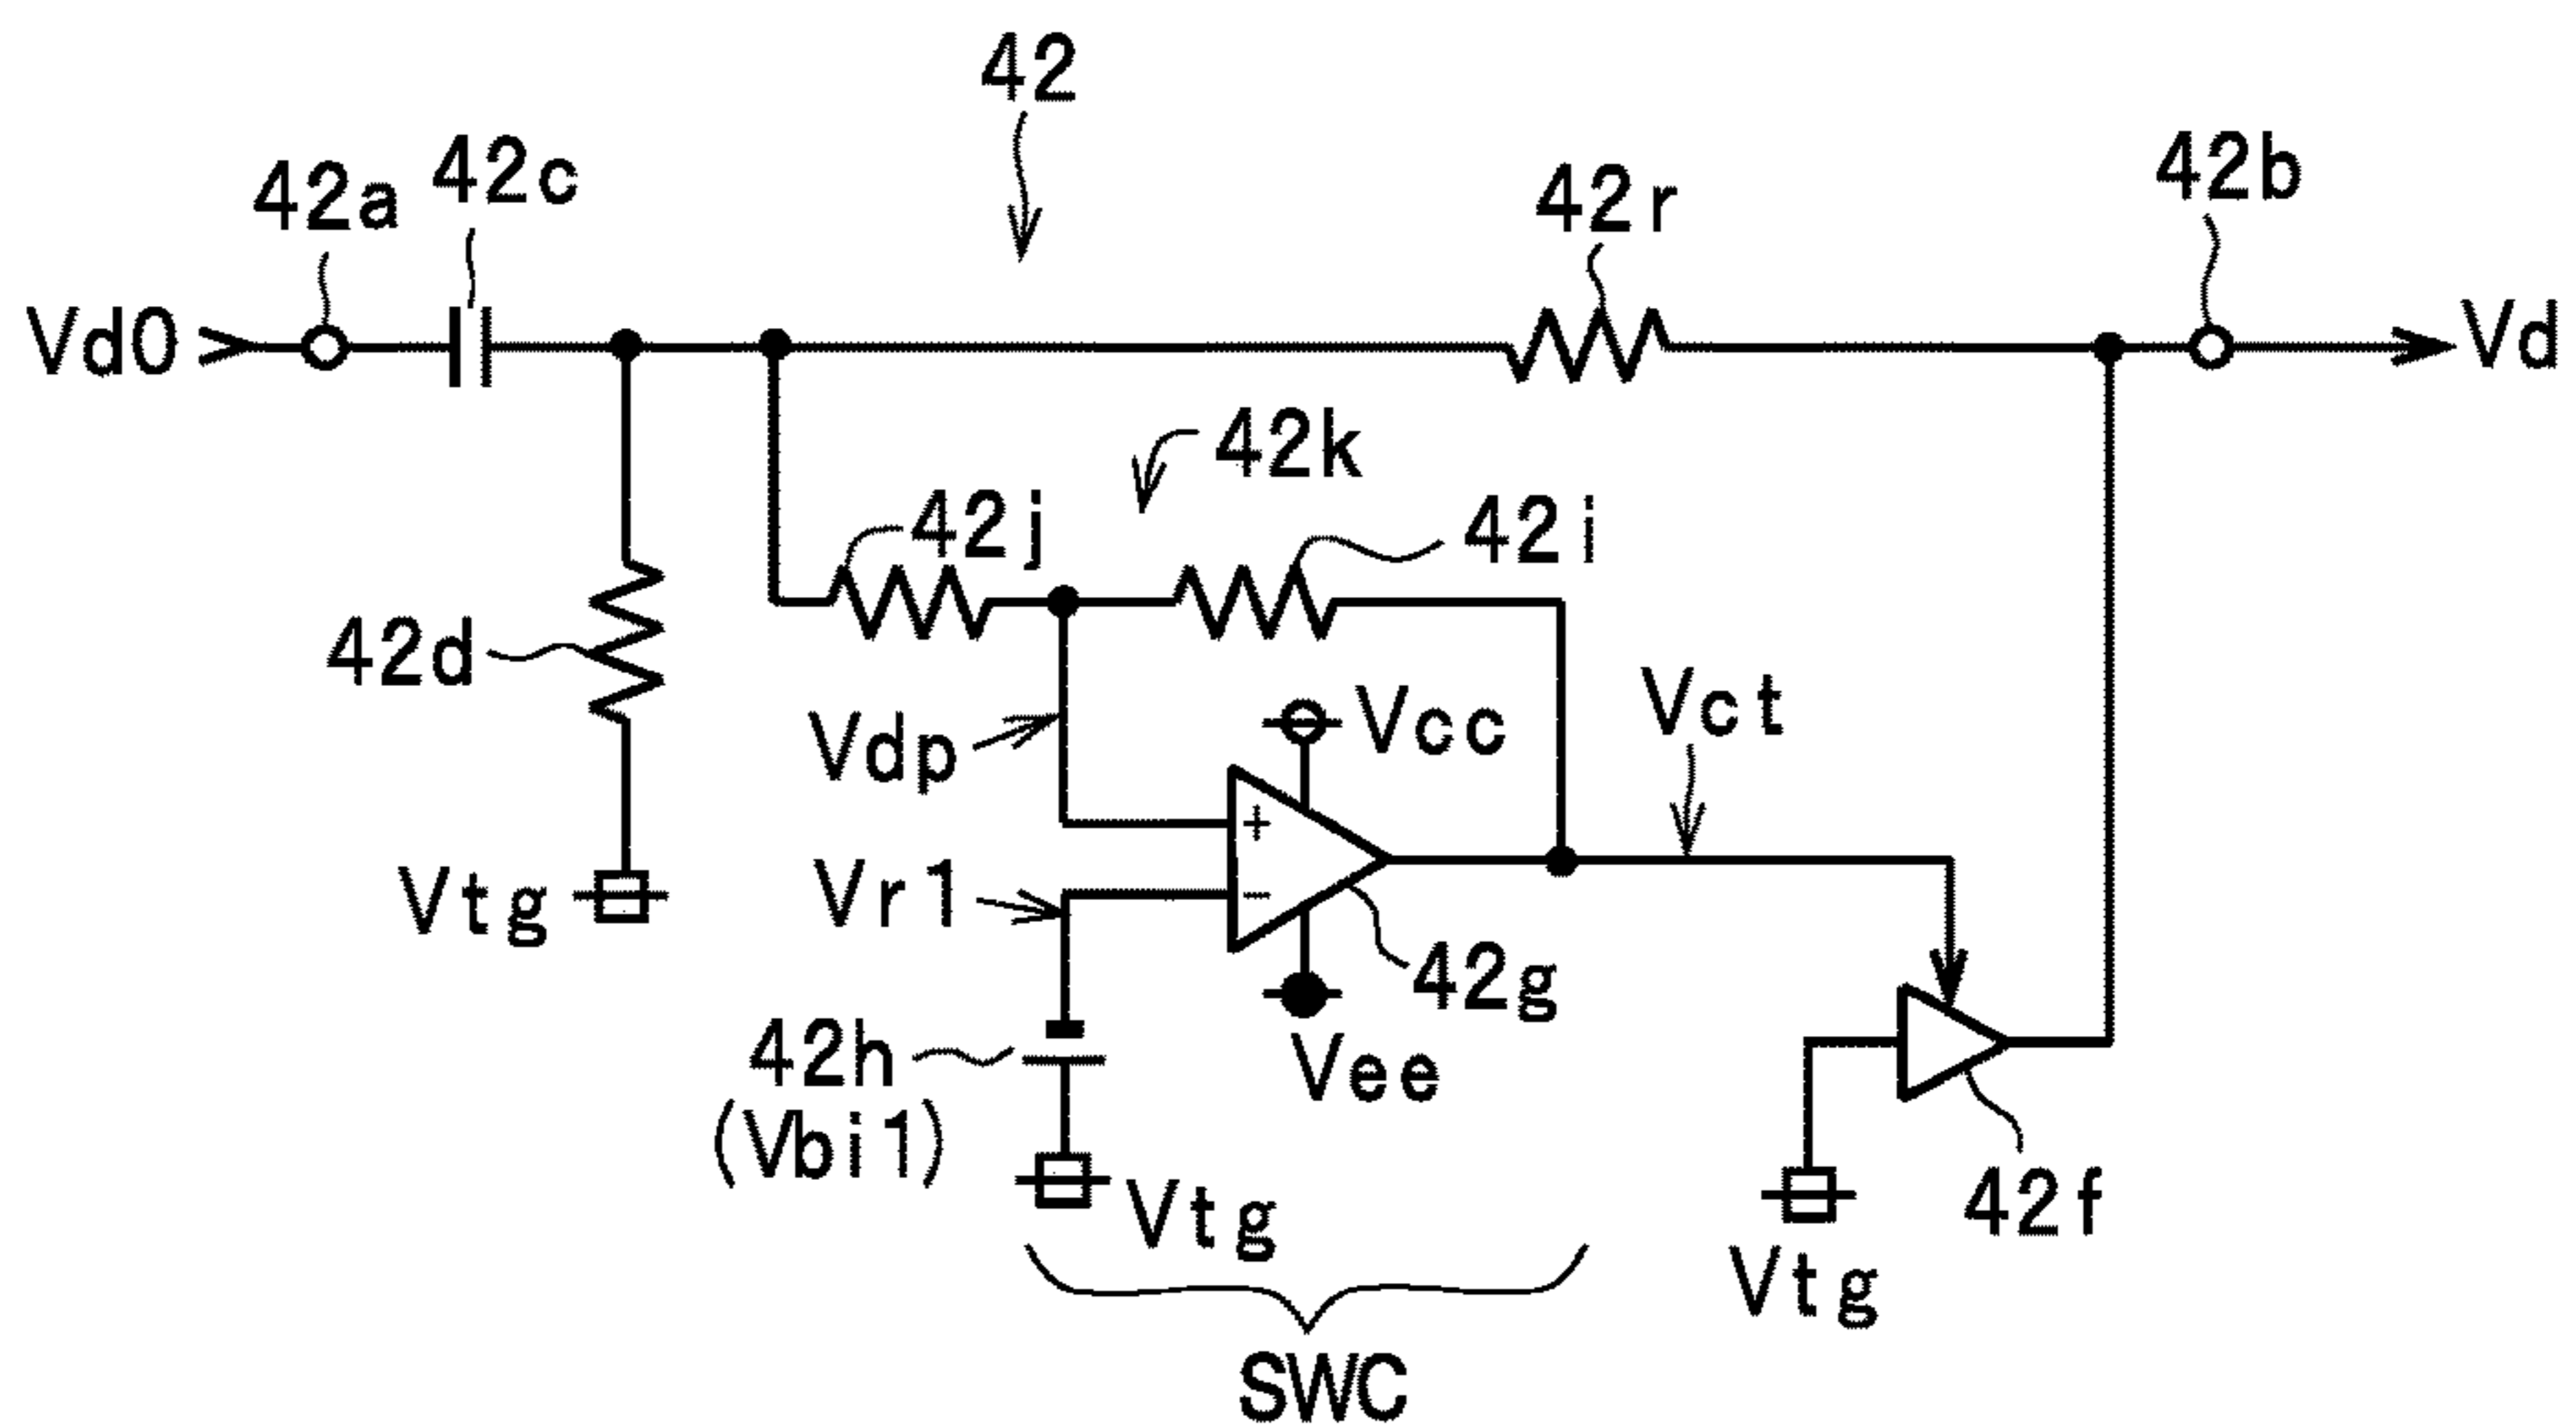 42
42a
42c
42r
42b
Vd0
Vd
42k
42j
42i
42d
Vdp
Vcc
Vct
+
Vtg
Vr1
−
42g
42h
Vee
(Vbi1)
Vtg
42f
Vtg
SWC